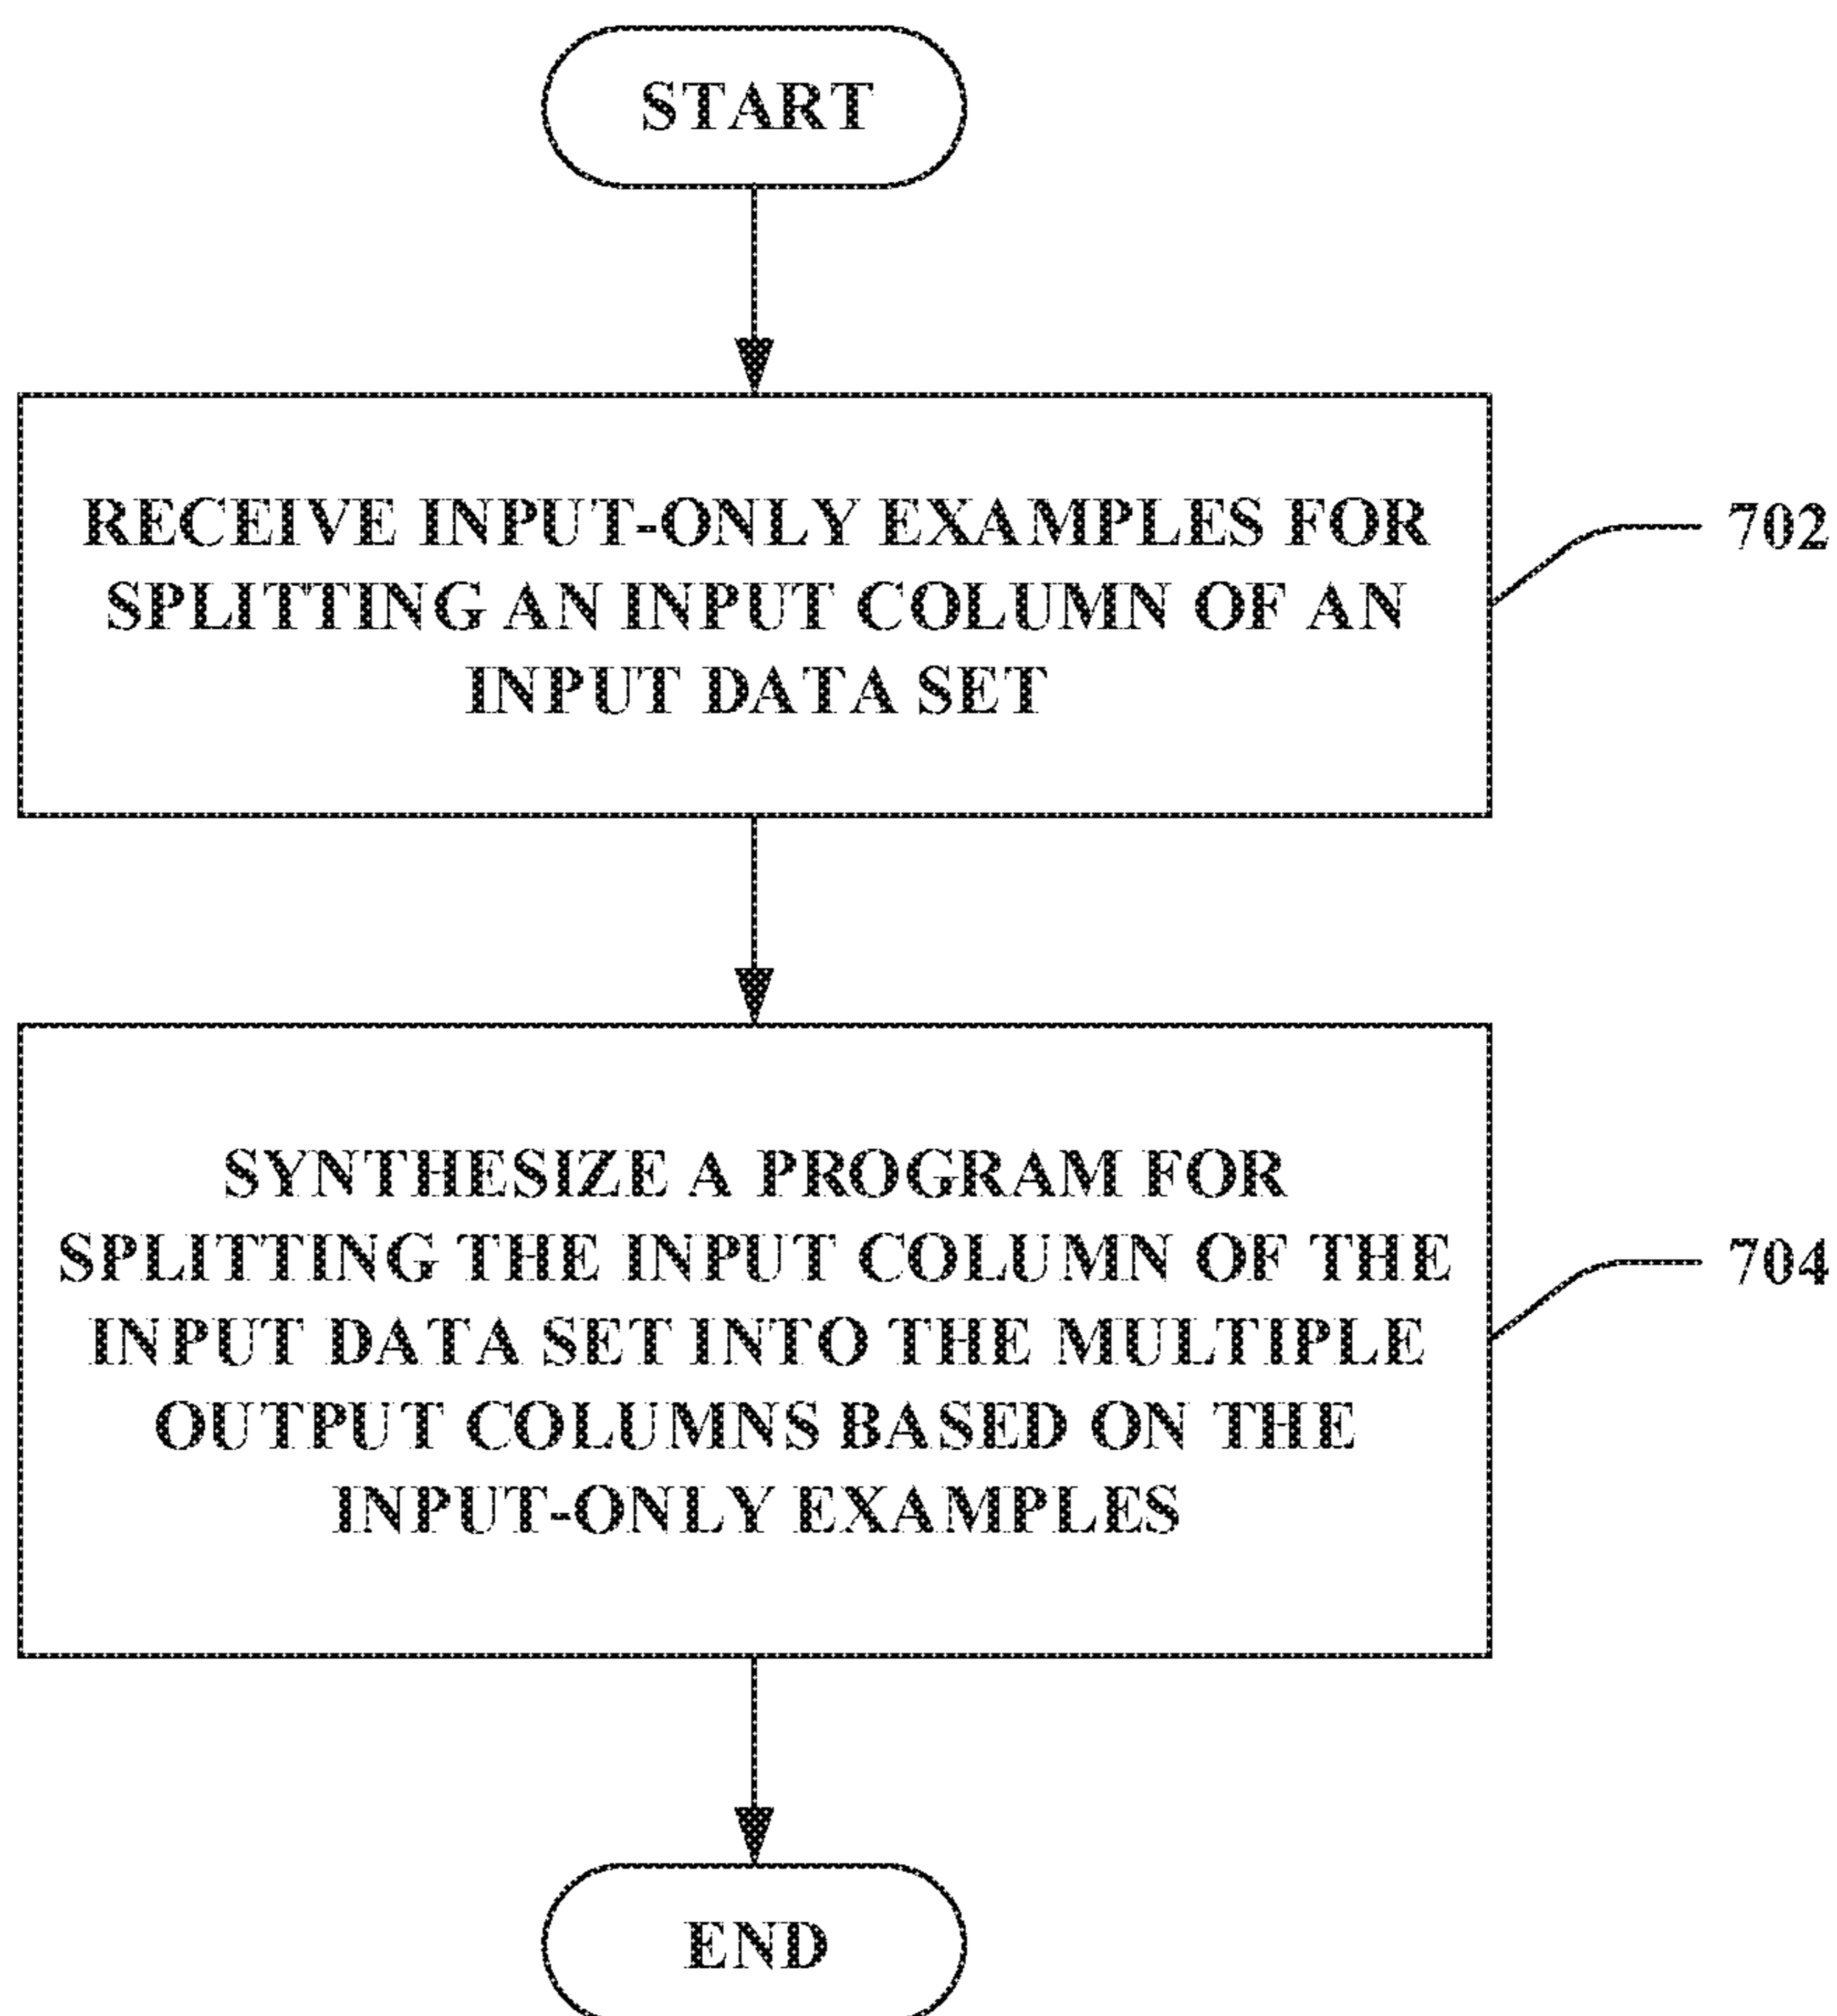 START
RECEIVE INPUT-ONLY EXAMPLES FOR
SPLITTING AN INPUT COLUMN OF AN
INPUT DATA SET
702
SYNTHESIZE A PROGRAM FOR
SPLITTING THE INPUT COLUMN OF THE
INPUT DATA SET INTO THE MULTIPLE
OUTPUT COLUMNS BASED ON THE
INPUT-ONLY EXAMPLES
704
END